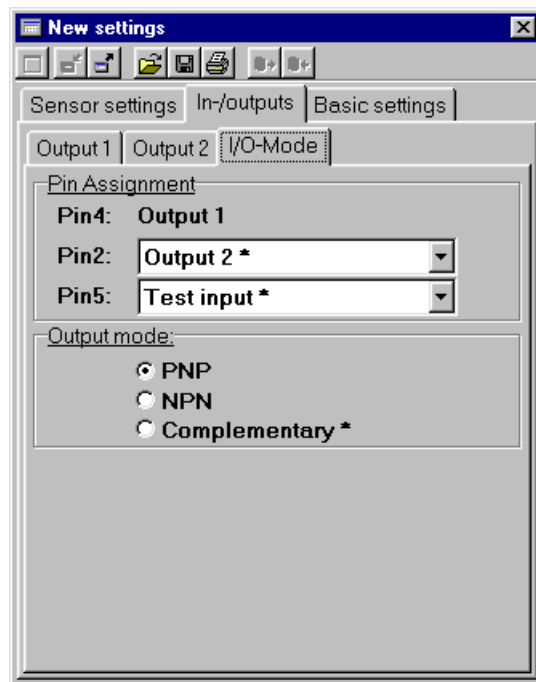 New settings
Sensor settings In-/outputs Basic settings
Output 1 Output 2 I/O-Mode
Pin Assignment
Pin4: Output 1
Pin2: Output 2 *
Pin5: Test input *
Output mode:
PNP
NPN
Complementary *